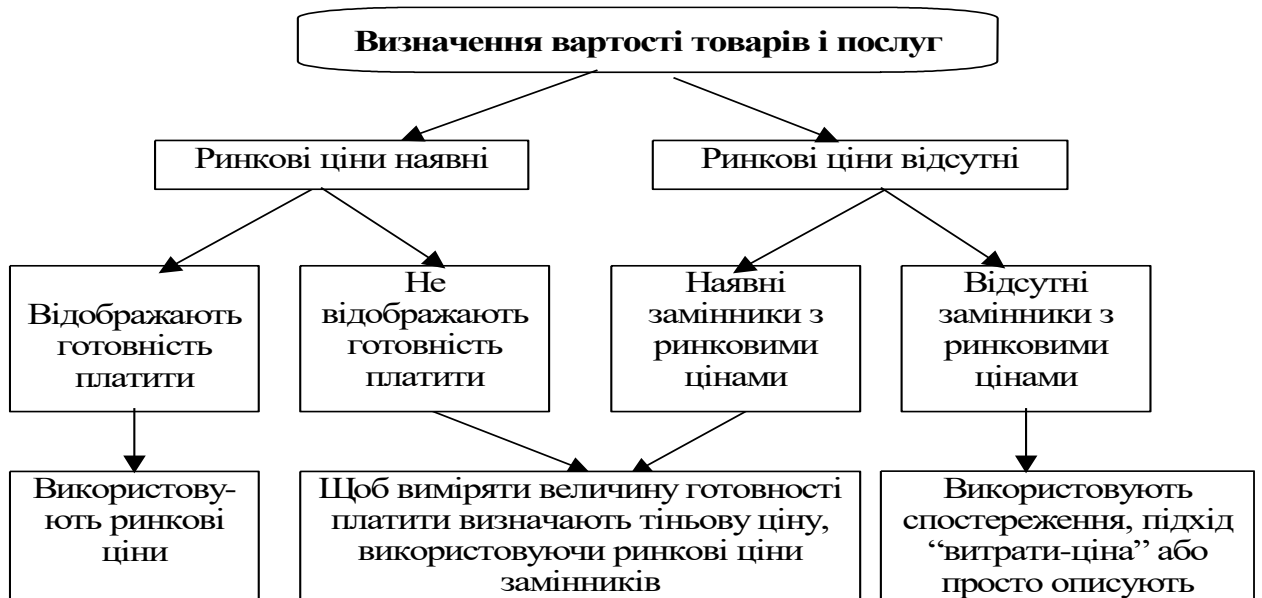 Визначення вартості товарів і послуг
Ринкові ціни наявні
Ринкові ціни відсутні
Відображають
готовність
платити
Не
відображають
готовність
платити
Наявні
замінники з
ринковими
цінами
Відсутні
замінники з
ринковими
цінами
Використову-
ють ринкові
ціни
Щоб виміряти величину готовності
платити визначають тіньову ціну,
використовуючи ринкові ціни
замінників
Використовують
спостереження, підхід
“витрати-ціна” або
просто описують